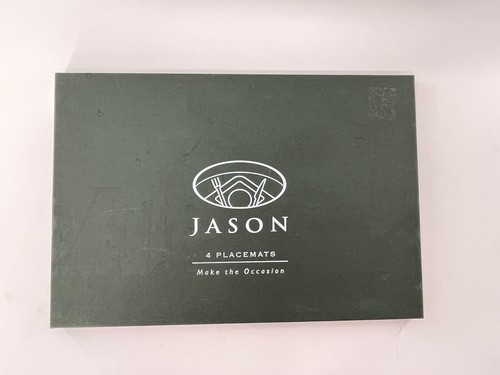 JASON
4 PLACEMATS
Make the Occasion